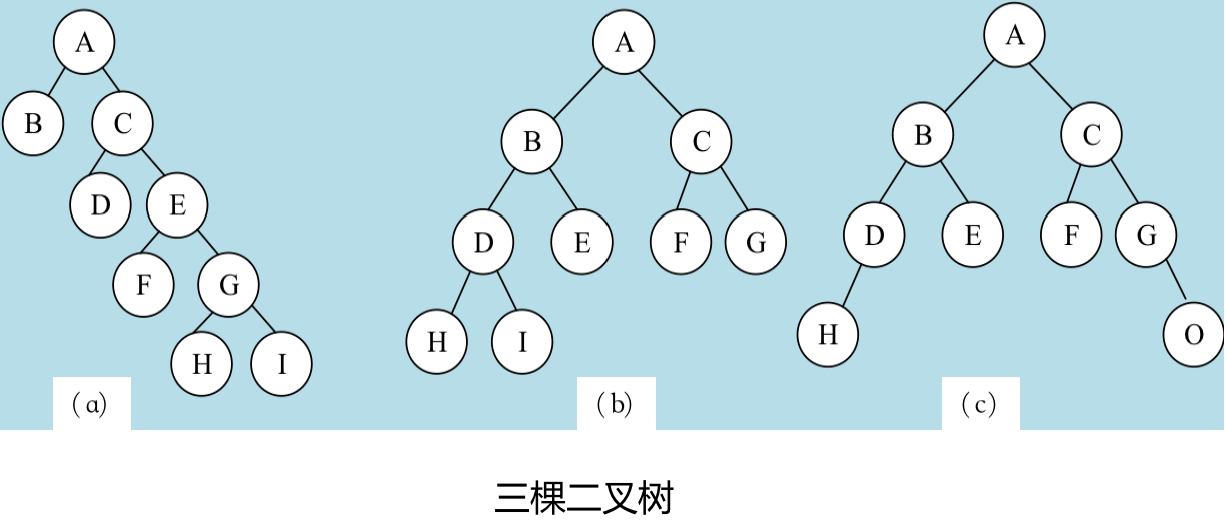 A A A
B C B C B C
D E D E F G D E F G
F G H I H O
H I
(a) (b) (c)
三棵二叉树